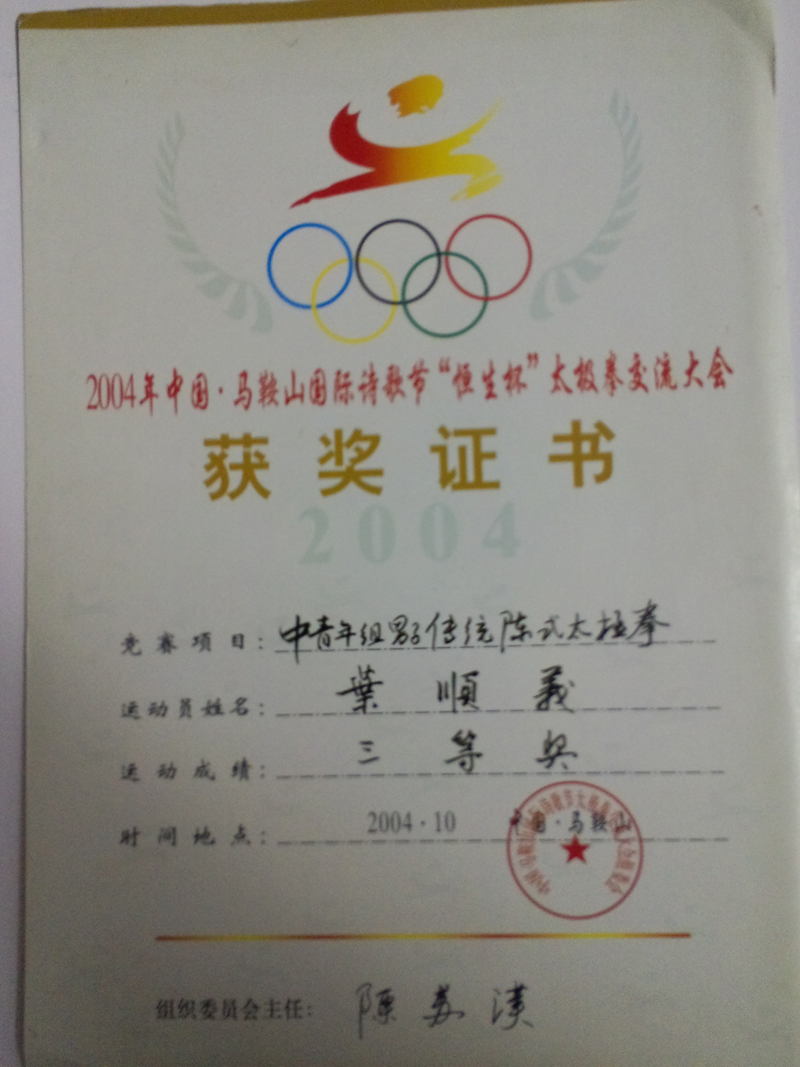 2004年中国·马鞍山国际诗歌节“恒生杯”太极拳交流大会
获奖证书
2004
竞赛项目：中青年组男子传统陈式太极拳
运动员姓名：葉順義
运动成绩：三等奖
时间地点：2004·10 中国·马鞍山
组织委员会主任：陈苏汉